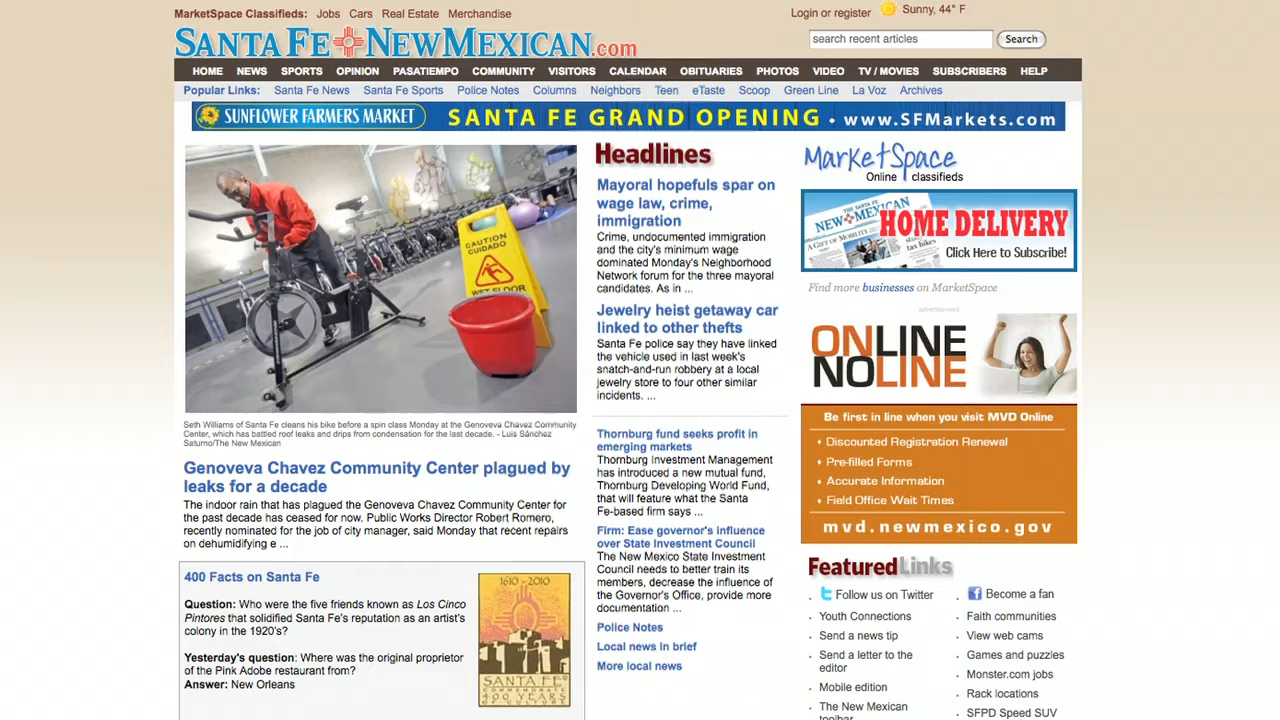 MarketSpace Classifieds: Jobs Cars Real Estate Merchandise
Login or register Sunny, 44° F
SANTA FE NEW MEXICAN.com
search recent articles Search
HOME NEWS SPORTS OPINION PASATIEMPO COMMUNITY VISITORS CALENDAR OBITUARIES PHOTOS VIDEO TV / MOVIES SUBSCRIBERS HELP
Popular Links: Santa Fe News Santa Fe Sports Police Notes Columns Neighbors Teen eTaste Scoop Green Line La Voz Archives
SUNFLOWER FARMERS MARKET SANTA FE GRAND OPENING • www.SFMarkets.com
CAUTION
CUIDADO
WET FLOOR
Seth Williams of Santa Fe cleans his bike before a spin class Monday at the Genoveva Chavez Community
Center, which has battled roof leaks and drips from condensation for the last decade. - Luis Sánchez
Saturno/The New Mexican
Genoveva Chavez Community Center plagued by
leaks for a decade
The indoor rain that has plagued the Genoveva Chavez Community Center for
the past decade has ceased for now. Public Works Director Robert Romero,
recently nominated for the job of city manager, said Monday that recent repairs
on dehumidifying e ...
400 Facts on Santa Fe
Question: Who were the five friends known as Los Cinco
Pintores that solidified Santa Fe's reputation as an artist's
colony in the 1920's?
Yesterday's question: Where was the original proprietor
of the Pink Adobe restaurant from?
Answer: New Orleans
1610 - 2010
SANTA FE
COMMEMORATE
400 YEARS
OF CULTURE
Headlines
Mayoral hopefuls spar on
wage law, crime,
immigration
Crime, undocumented immigration
and the city's minimum wage
dominated Monday's Neighborhood
Network forum for the three mayoral
candidates. As in ...
Jewelry heist getaway car
linked to other thefts
Santa Fe police say they have linked
the vehicle used in last week's
snatch-and-run robbery at a local
jewelry store to four other similar
incidents. ...
Thornburg fund seeks profit in
emerging markets
Thornburg Investment Management
has introduced a new mutual fund,
Thornburg Developing World Fund,
that will feature what the Santa
Fe-based firm says ...
Firm: Ease governor's influence
over State Investment Council
The New Mexico State Investment
Council needs to better train its
members, decrease the influence of
the Governor's Office, provide more
documentation ...
Police Notes
Local news in brief
More local news
MarketSpace
Online classifieds
THE SANTA FE
NEW MEXICAN
HOME DELIVERY
Click Here to Subscribe!
Find more businesses on MarketSpace
advertisement
ONLINE
NOLINE
Be first in line when you visit MVD Online
♦ Discounted Registration Renewal
♦ Pre-filled Forms
♦ Accurate Information
♦ Field Office Wait Times
mvd.newmexico.gov
Featured Links
Follow us on Twitter
Youth Connections
Send a news tip
Send a letter to the
editor
Mobile edition
The New Mexican
toolbar
Become a fan
Faith communities
View web cams
Games and puzzles
Monster.com jobs
Rack locations
SFPD Speed SUV